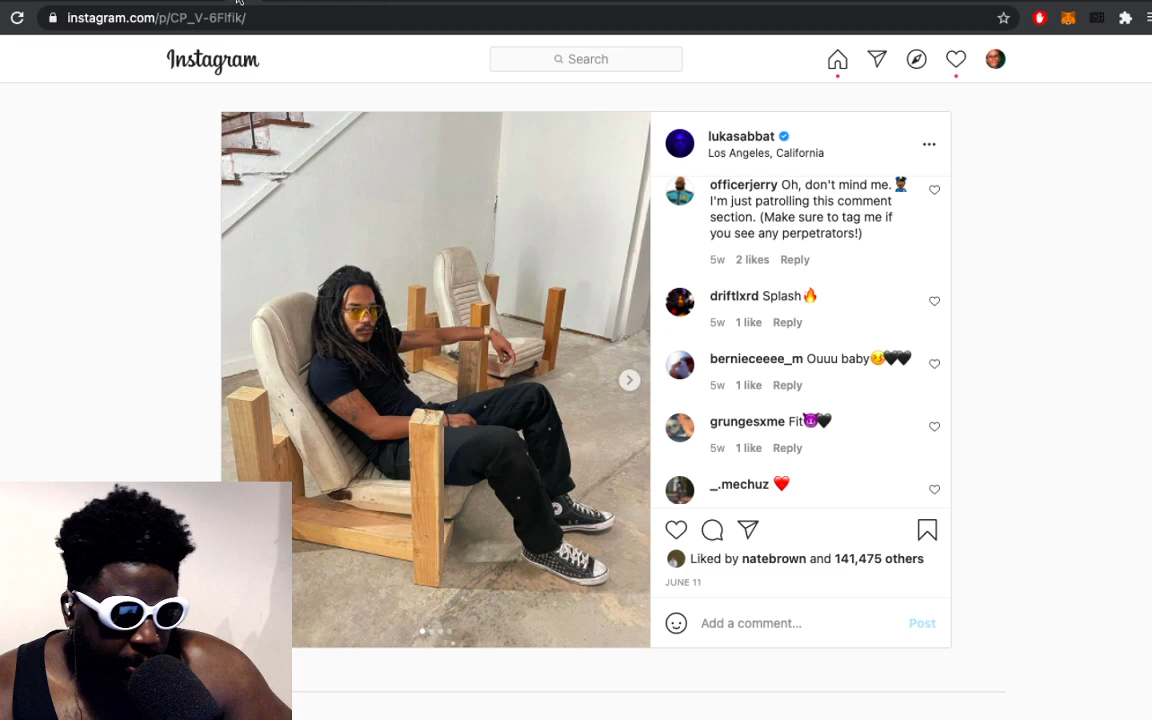 instagram.com/p/CP_V-6Flfik/
Instagram
Search
lukasabbat
Los Angeles, California
officerjerry Oh, don't mind me.
I'm just patrolling this comment
section. (Make sure to tag me if
you see any perpetrators!)
5w 2 likes Reply
driftlxrd Splash🔥
5w 1 like Reply
bernieceeee_m Ouuu baby😏🖤🖤
5w 1 like Reply
grungesxme Fit😈🖤
5w 1 like Reply
_.mechuz ❤️
Liked by natebrown and 141,475 others
JUNE 11
Add a comment...
Post